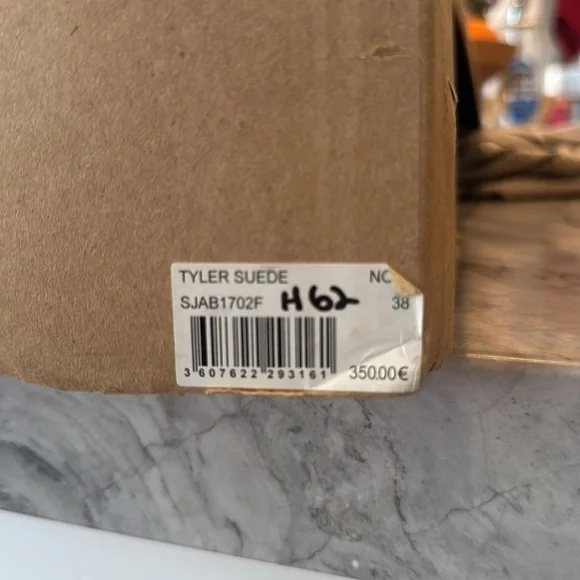 TYLER SUEDE NO
SJAB1702F H62 38
3 607622 293161 350.00€